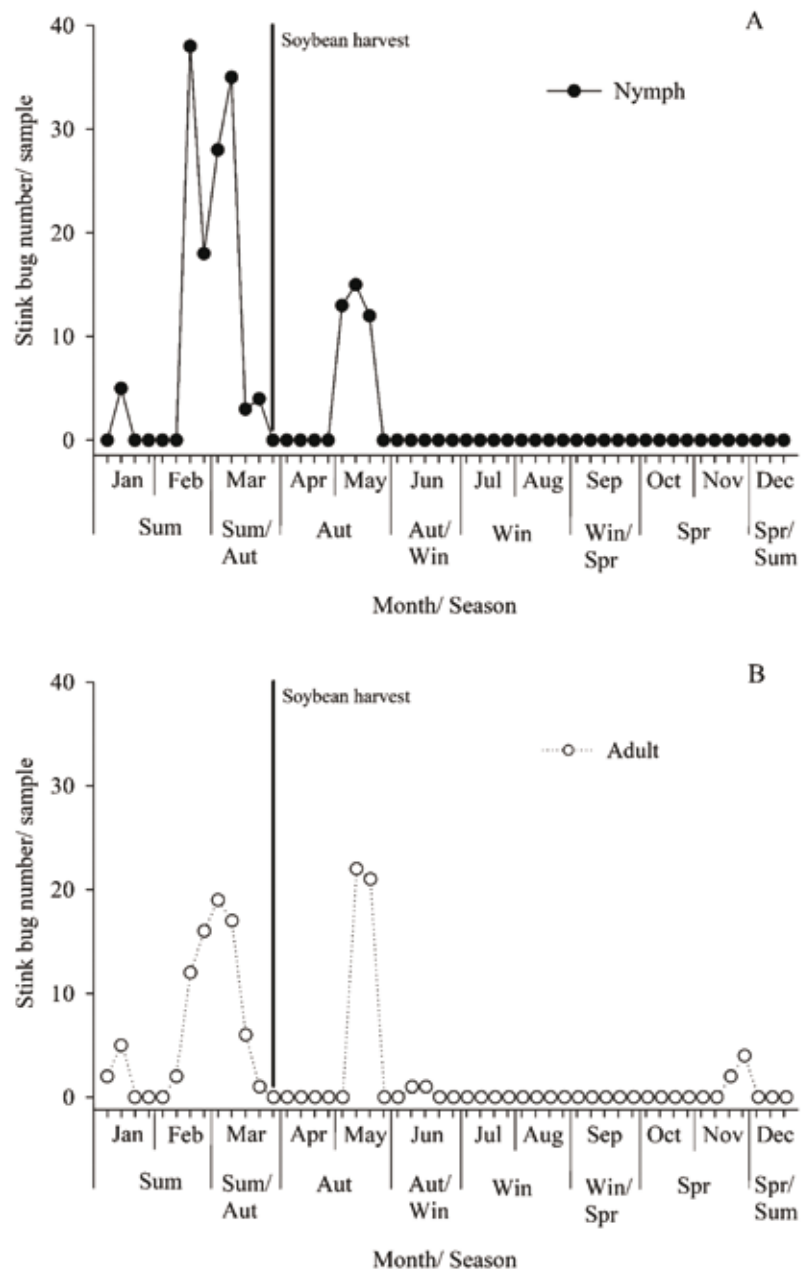 A
40
Soybean harvest
Nymph
30
Stink bug number/ sample
20
10
0
Jan Feb Mar Apr May Jun Jul Aug Sep Oct Nov Dec
Sum Sum/ Aut Aut/ Win Win/ Spr Spr/
Aut Win Spr Sum
Month/ Season
B
40
Soybean harvest
Adult
30
Stink bug number/ sample
20
10
0
Jan Feb Mar Apr May Jun Jul Aug Sep Oct Nov Dec
Sum Sum/ Aut Aut/ Win Win/ Spr Spr/
Aut Win Spr Sum
Month/ Season